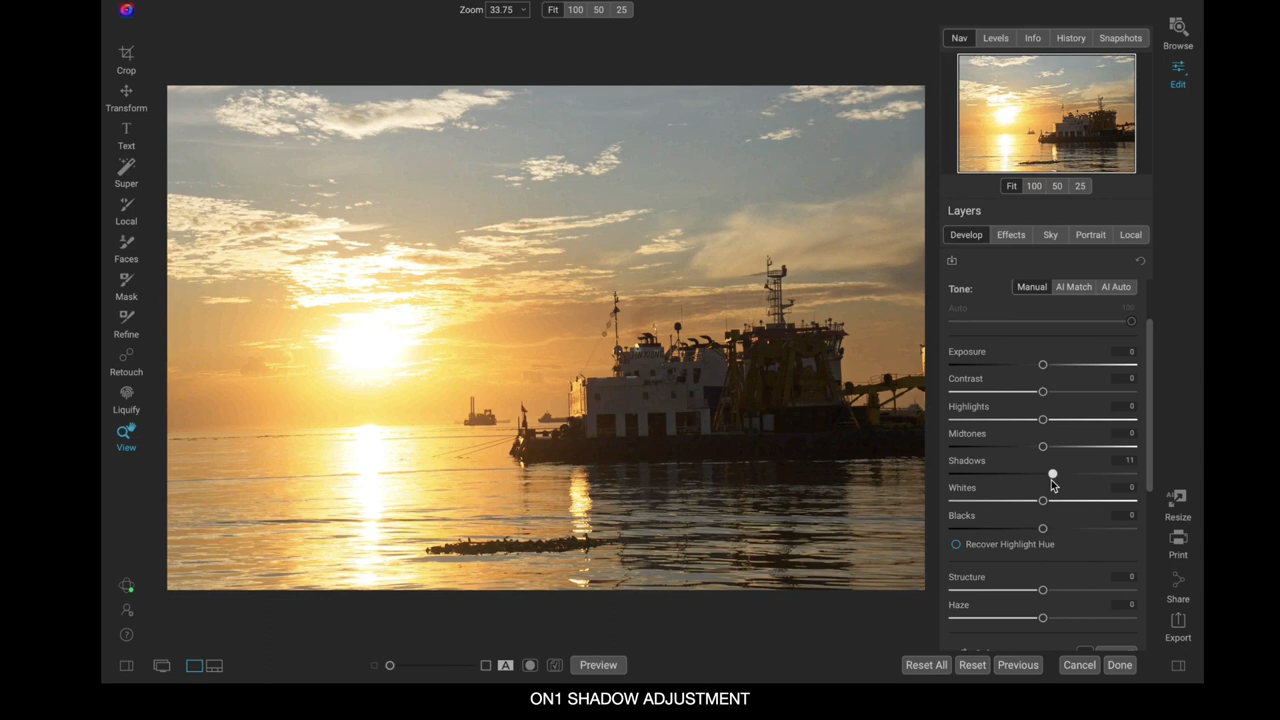 Zoom 33.75 Fit 100 50 25
Crop
Transform
Text
Super
Local
Faces
Mask
Refine
Retouch
Liquify
View
Nav Levels Info History Snapshots
Fit 100 50 25
Layers
Develop Effects Sky Portrait Local
Tone: Manual AI Match AI Auto
Auto 100
Exposure 0
Contrast 0
Highlights 0
Midtones 0
Shadows 11
Whites 0
Blacks 0
Recover Highlight Hue
Structure 0
Haze 0
Browse
Edit
AI
Resize
Print
Share
Export
A Preview
Reset All Reset Previous Cancel Done
ON1 SHADOW ADJUSTMENT